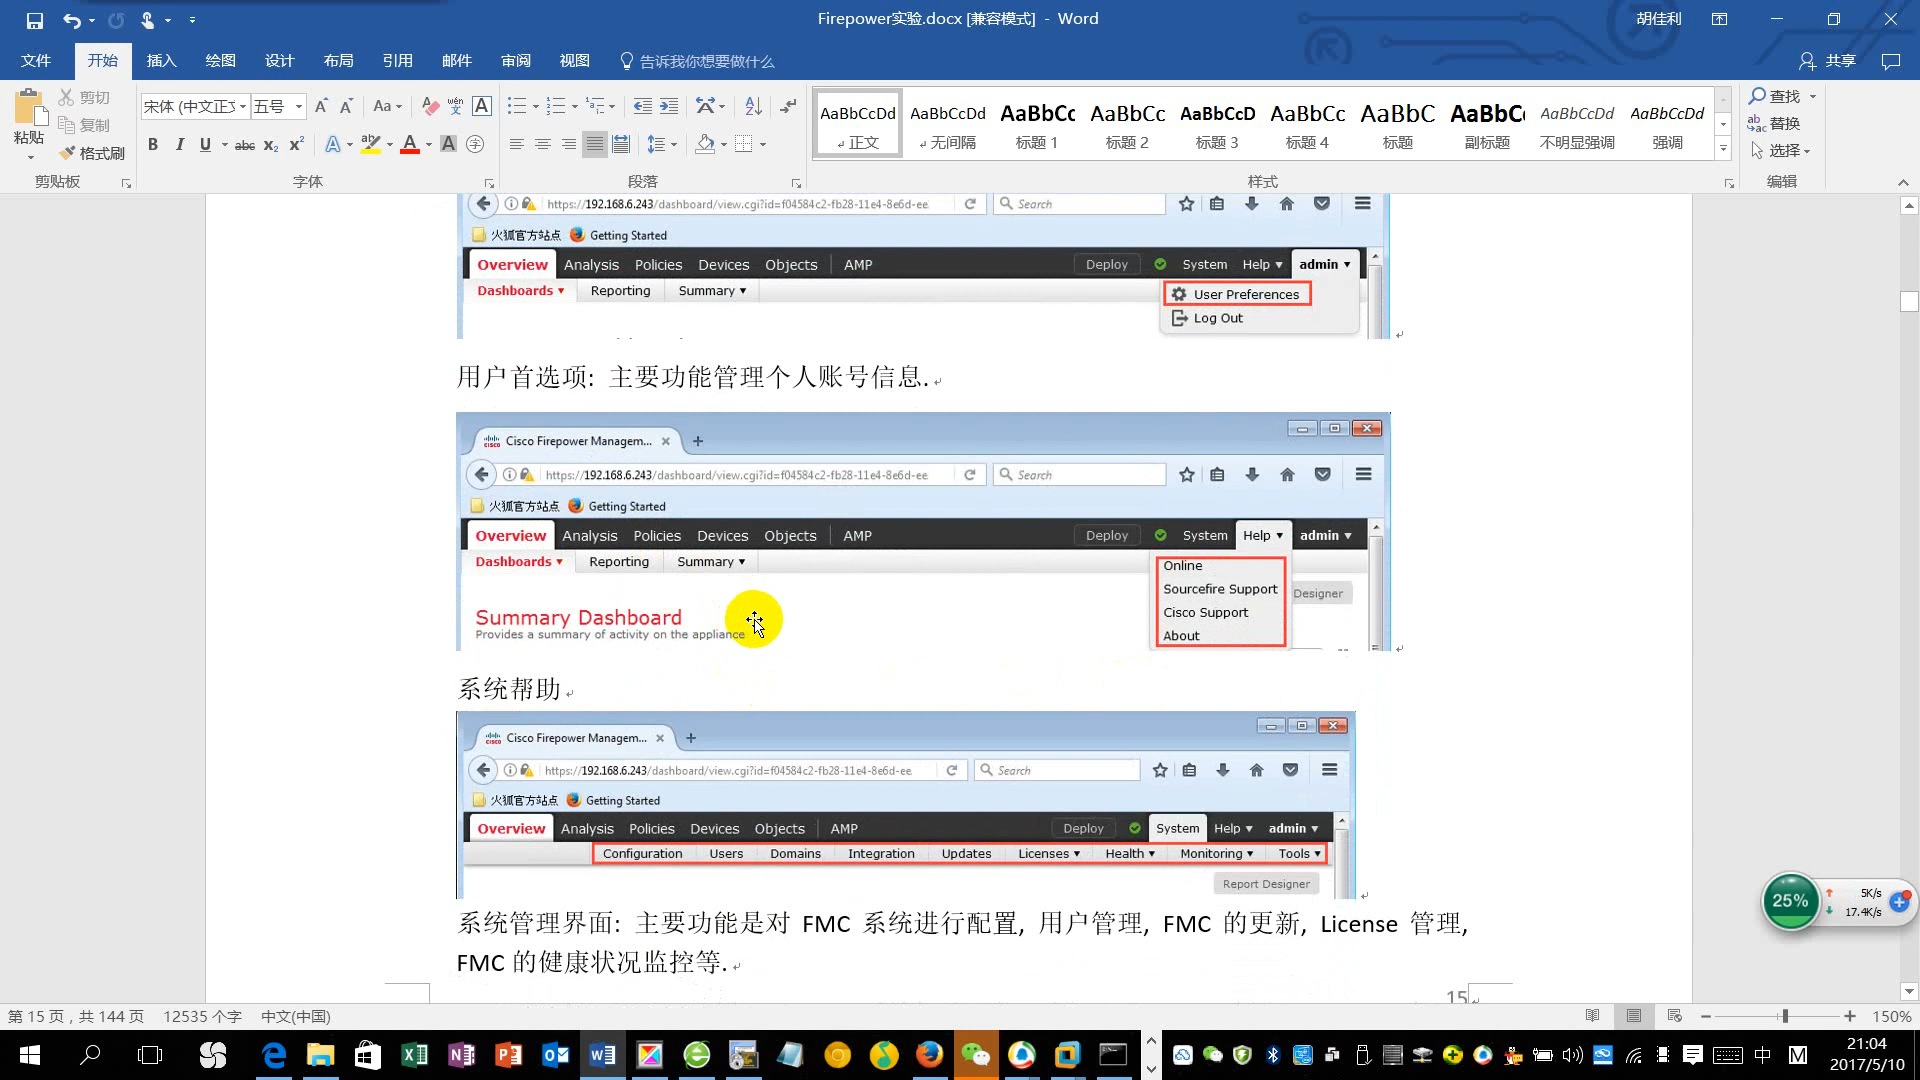 Firepower实验.docx [兼容模式] - Word
胡佳利
文件 开始 插入 绘图 设计 布局 引用 邮件 审阅 视图 告诉我你想要做什么 共享
粘贴 剪切 复制 格式刷
宋体 (中文正文 五号
AaBbCcDd AaBbCcDd AaBbCc AaBbCc AaBbCcD AaBbCc AaBbC AaBbC AaBbCcDd AaBbCcDd
正文 无间隔 标题 1 标题 2 标题 3 标题 4 标题 副标题 不明显强调 强调
查找 替换 选择
剪贴板 字体 段落 样式 编辑
https://192.168.6.243/dashboard/view.cgi?id=f04584c2-fb28-11e4-8e6d-ee Search
火狐官方站点 Getting Started
Overview Analysis Policies Devices Objects AMP Deploy System Help admin
Dashboards Reporting Summary User Preferences
Log Out
用户首选项: 主要功能管理个人账号信息.
Cisco Firepower Managem...
https://192.168.6.243/dashboard/view.cgi?id=f04584c2-fb28-11e4-8e6d-ee Search
火狐官方站点 Getting Started
Overview Analysis Policies Devices Objects AMP Deploy System Help admin
Dashboards Reporting Summary Online
Sourcefire Support Designer
Summary Dashboard Cisco Support
Provides a summary of activity on the appliance About
系统帮助
Cisco Firepower Managem...
https://192.168.6.243/dashboard/view.cgi?id=f04584c2-fb28-11e4-8e6d-ee Search
火狐官方站点 Getting Started
Overview Analysis Policies Devices Objects AMP Deploy System Help admin
Configuration Users Domains Integration Updates Licenses Health Monitoring Tools
Report Designer
系统管理界面: 主要功能是对 FMC 系统进行配置, 用户管理, FMC 的更新, License 管理,
FMC 的健康状况监控等.
15
25% 5K/s
17.4K/s
第 15 页，共 144 页 12535 个字 中文(中国) 150%
中 M 21:04
2017/5/10